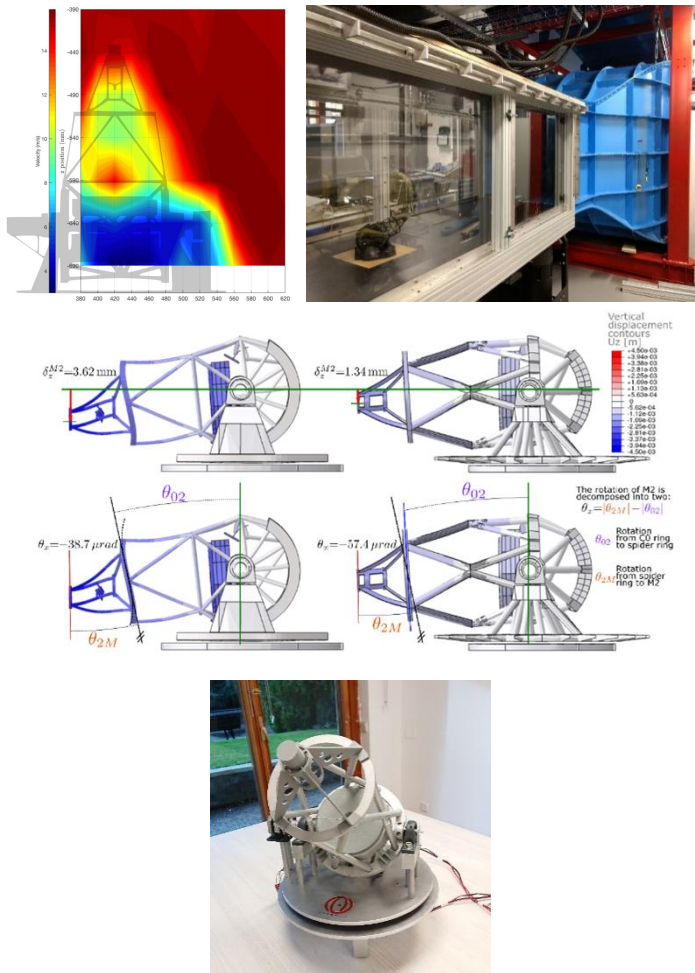 Velocity (m/s)
14
12
10
8
6
4
z position (mm)
-390
-440
-490
-540
-590
-640
-690
380 400 420 440 460 480 500 520 540 560 580 600 620
Vertical
displacement
contours
Uz [m]
+4.50e-03
+3.94e-03
+3.38e-03
+2.81e-03
+2.25e-03
+1.69e-03
+1.13e-03
+5.63e-04
0
-5.62e-04
-1.12e-03
-1.69e-03
-2.25e-03
-2.81e-03
-3.37e-03
-3.94e-03
-4.50e-03
δzM2=3.62 mm
δzM2=1.34 mm
θ02
θ02
The rotation of M2 is
decomposed into two:
θx=|θ2M|−|θ02|
θx=−38.7 μrad
θx=−57.4 μrad
θ02 Rotation
from C0 ring
to spider ring
θ2M Rotation
from spider
ring to M2
θ2M
θ2M